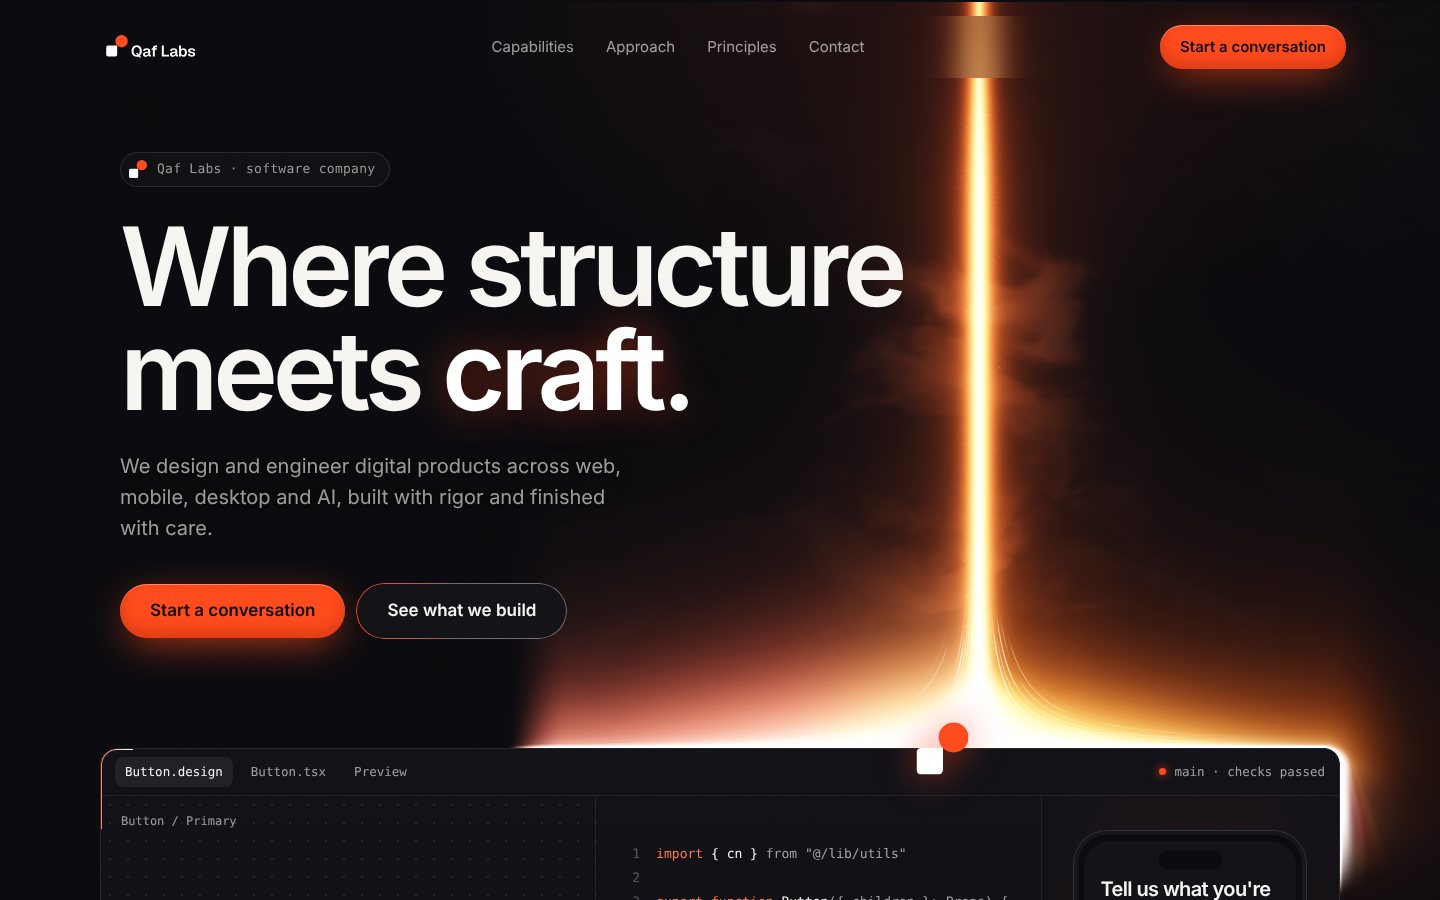 Qaf Labs
Capabilities
Approach
Principles
Contact
Start a conversation
Qaf Labs · software company
Where structure
meets craft.
We design and engineer digital products across web,
mobile, desktop and AI, built with rigor and finished
with care.
Start a conversation
See what we build
Button.design
Button.tsx
Preview
main · checks passed
Button / Primary
1 import { cn } from "@/lib/utils"
2
Tell us what you're